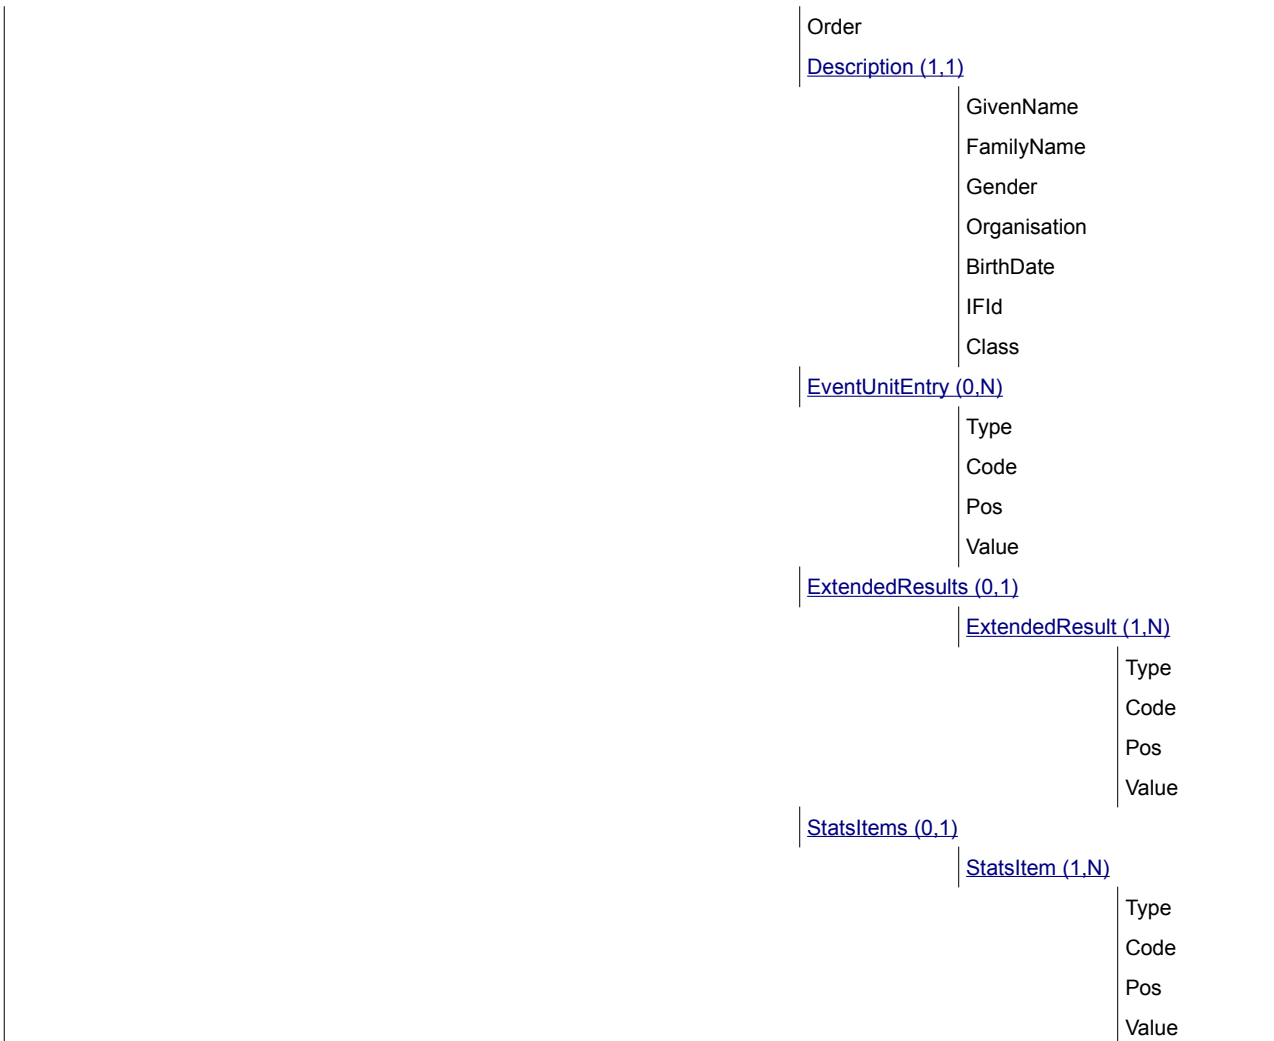 Order
Description (1,1)
GivenName
FamilyName
Gender
Organisation
BirthDate
IFId
Class
EventUnitEntry (0,N)
Type
Code
Pos
Value
ExtendedResults (0,1)
ExtendedResult (1,N)
Type
Code
Pos
Value
StatsItems (0,1)
StatsItem (1,N)
Type
Code
Pos
Value